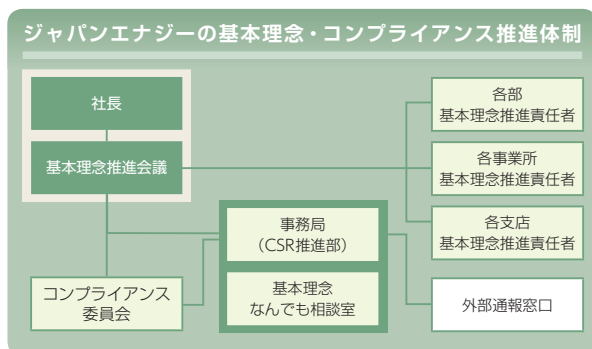 ジャパンエナジーの基本理念・コンプライアンス推進体制
社長
基本理念推進会議
各部
基本理念推進責任者
各事業所
基本理念推進責任者
各支店
基本理念推進責任者
事務局
（CSR推進部）
基本理念
なんでも相談室
コンプライアンス
委員会
外部通報窓口